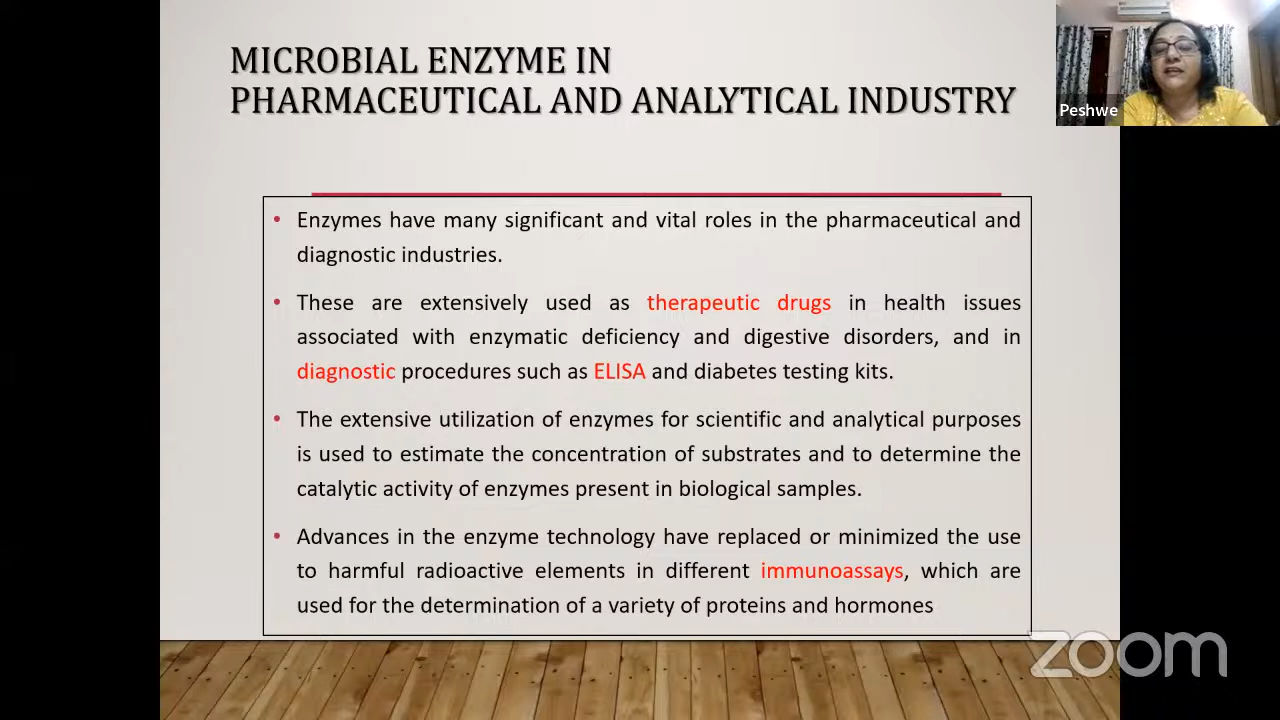 MICROBIAL ENZYME IN
PHARMACEUTICAL AND ANALYTICAL INDUSTRY
Peshwe
• Enzymes have many significant and vital roles in the pharmaceutical and
diagnostic industries.
• These are extensively used as therapeutic drugs in health issues
associated with enzymatic deficiency and digestive disorders, and in
diagnostic procedures such as ELISA and diabetes testing kits.
• The extensive utilization of enzymes for scientific and analytical purposes
is used to estimate the concentration of substrates and to determine the
catalytic activity of enzymes present in biological samples.
• Advances in the enzyme technology have replaced or minimized the use
to harmful radioactive elements in different immunoassays, which are
used for the determination of a variety of proteins and hormones
zoom